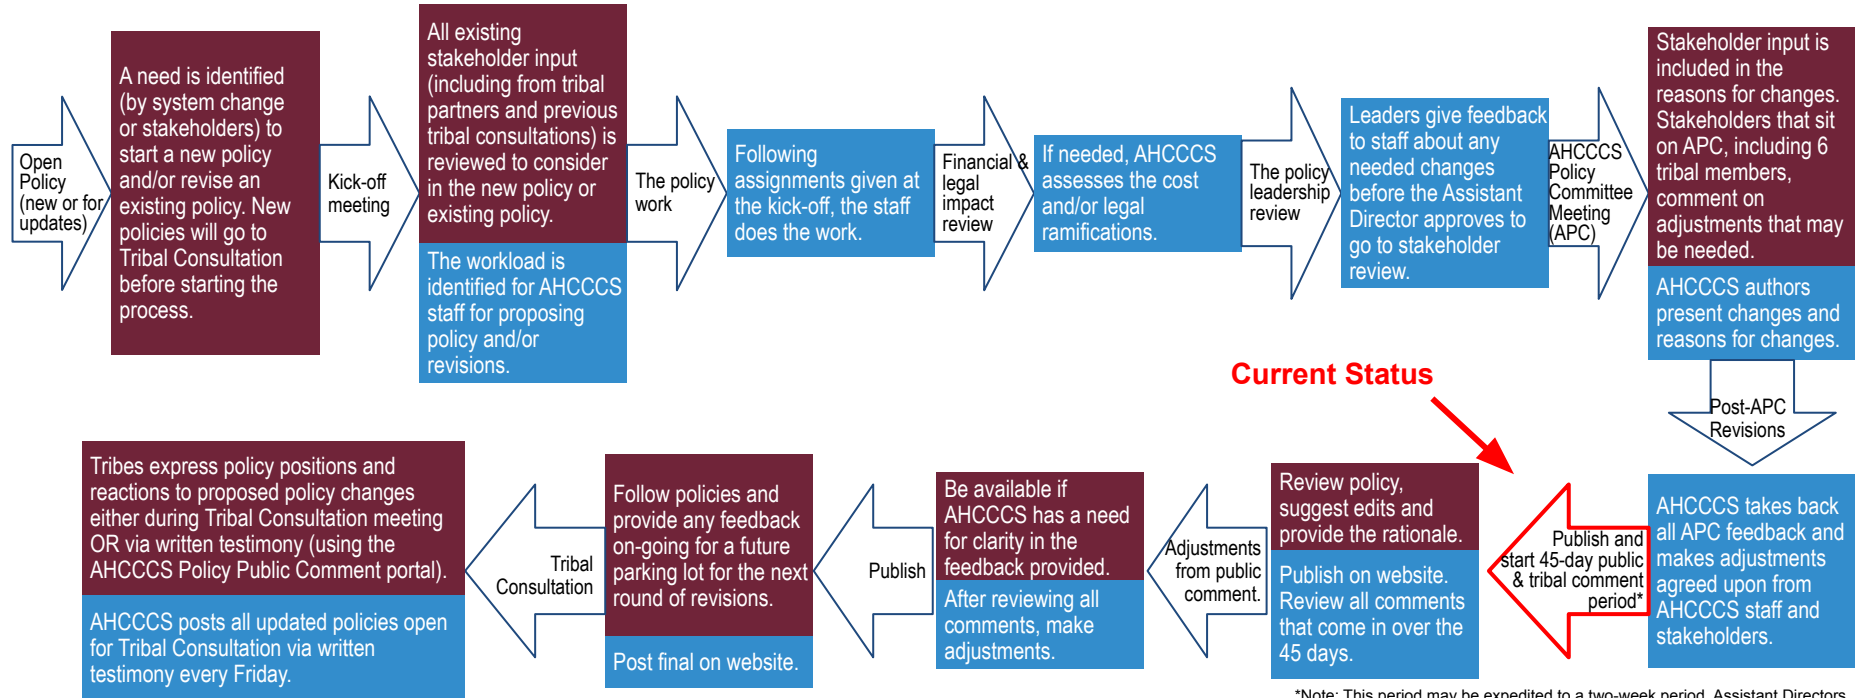 Open
Policy
(new or for
updates)
A need is identified
(by system change
or stakeholders) to
start a new policy
and/or revise an
existing policy. New
policies will go to
Tribal Consultation
before starting the
process.
Kick-off
meeting
All existing
stakeholder input
(including from tribal
partners and previous
tribal consultations) is
reviewed to consider
in the new policy or
existing policy.
The workload is
identified for AHCCCS
staff for proposing
policy and/or
revisions.
The policy
work
Following
assignments given at
the kick-off, the staff
does the work.
Financial &
legal
impact
review
If needed, AHCCCS
assesses the cost
and/or legal
ramifications.
The policy
leadership
review
Leaders give feedback
to staff about any
needed changes
before the Assistant
Director approves to
go to stakeholder
review.
AHCCCS
Policy
Committee
Meeting
(APC)
Stakeholder input is
included in the
reasons for changes.
Stakeholders that sit
on APC, including 6
tribal members,
comment on
adjustments that may
be needed.
AHCCCS authors
present changes and
reasons for changes.
Post-APC
Revisions
Current Status
AHCCCS takes back
all APC feedback and
makes adjustments
agreed upon from
AHCCCS staff and
stakeholders.
Publish and
start 45-day public
& tribal comment
period*
Review policy,
suggest edits and
provide the rationale.
Publish on website.
Review all comments
that come in over the
45 days.
Adjustments
from public
comment.
Be available if
AHCCCS has a need
for clarity in the
feedback provided.
After reviewing all
comments, make
adjustments.
Publish
Follow policies and
provide any feedback
on-going for a future
parking lot for the next
round of revisions.
Post final on website.
Tribal
Consultation
Tribes express policy positions and
reactions to proposed policy changes
either during Tribal Consultation meeting
OR via written testimony (using the
AHCCCS Policy Public Comment portal).
AHCCCS posts all updated policies open
for Tribal Consultation via written
testimony every Friday.
*Note: This period may be expedited to a two-week period. Assistant Directors